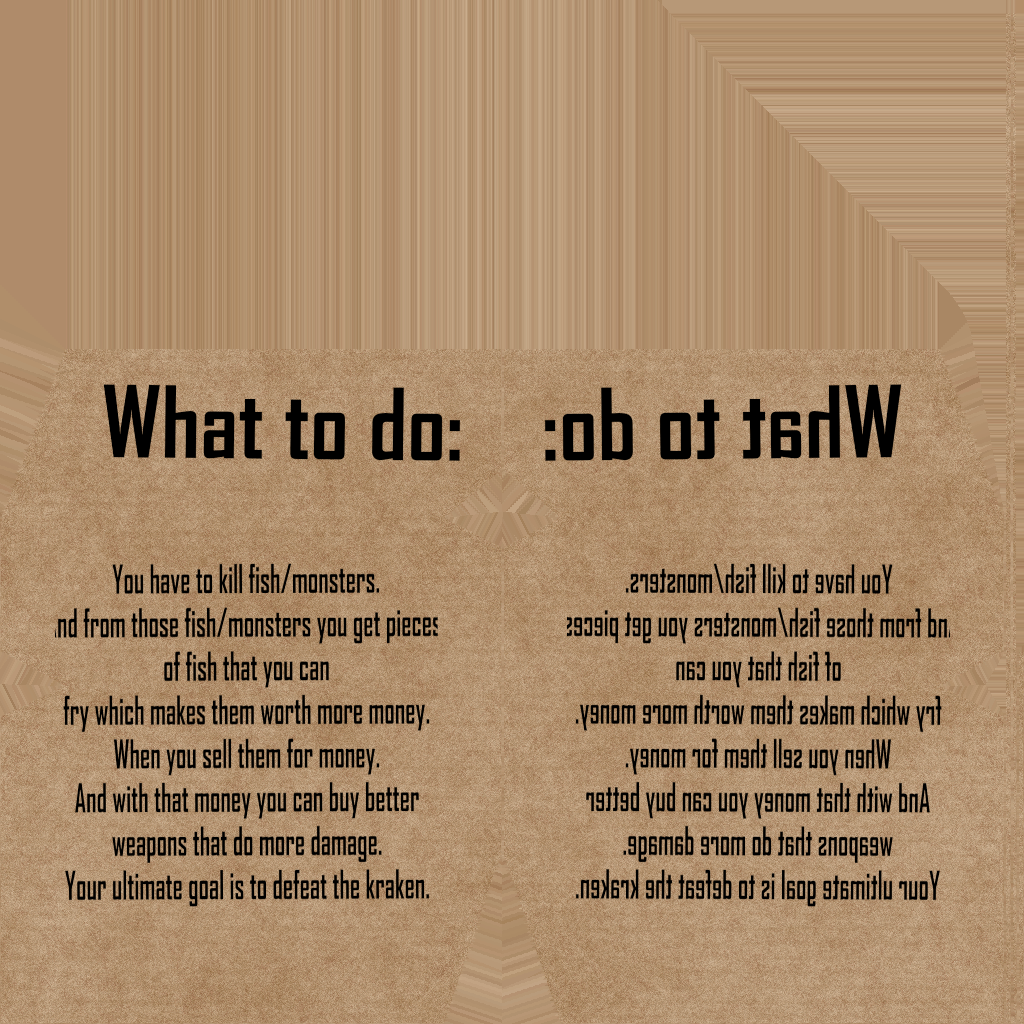 What to do:
You have to kill fish/monsters.
nd from those fish/monsters you get pieces
of fish that you can
fry which makes them worth more money.
When you sell them for money.
And with that money you can buy better
weapons that do more damage.
Your ultimate goal is to defeat the kraken.
What to do:
You have to kill fish/monsters.
nd from those fish/monsters you get pieces
of fish that you can
fry which makes them worth more money.
When you sell them for money.
And with that money you can buy better
weapons that do more damage.
Your ultimate goal is to defeat the kraken.